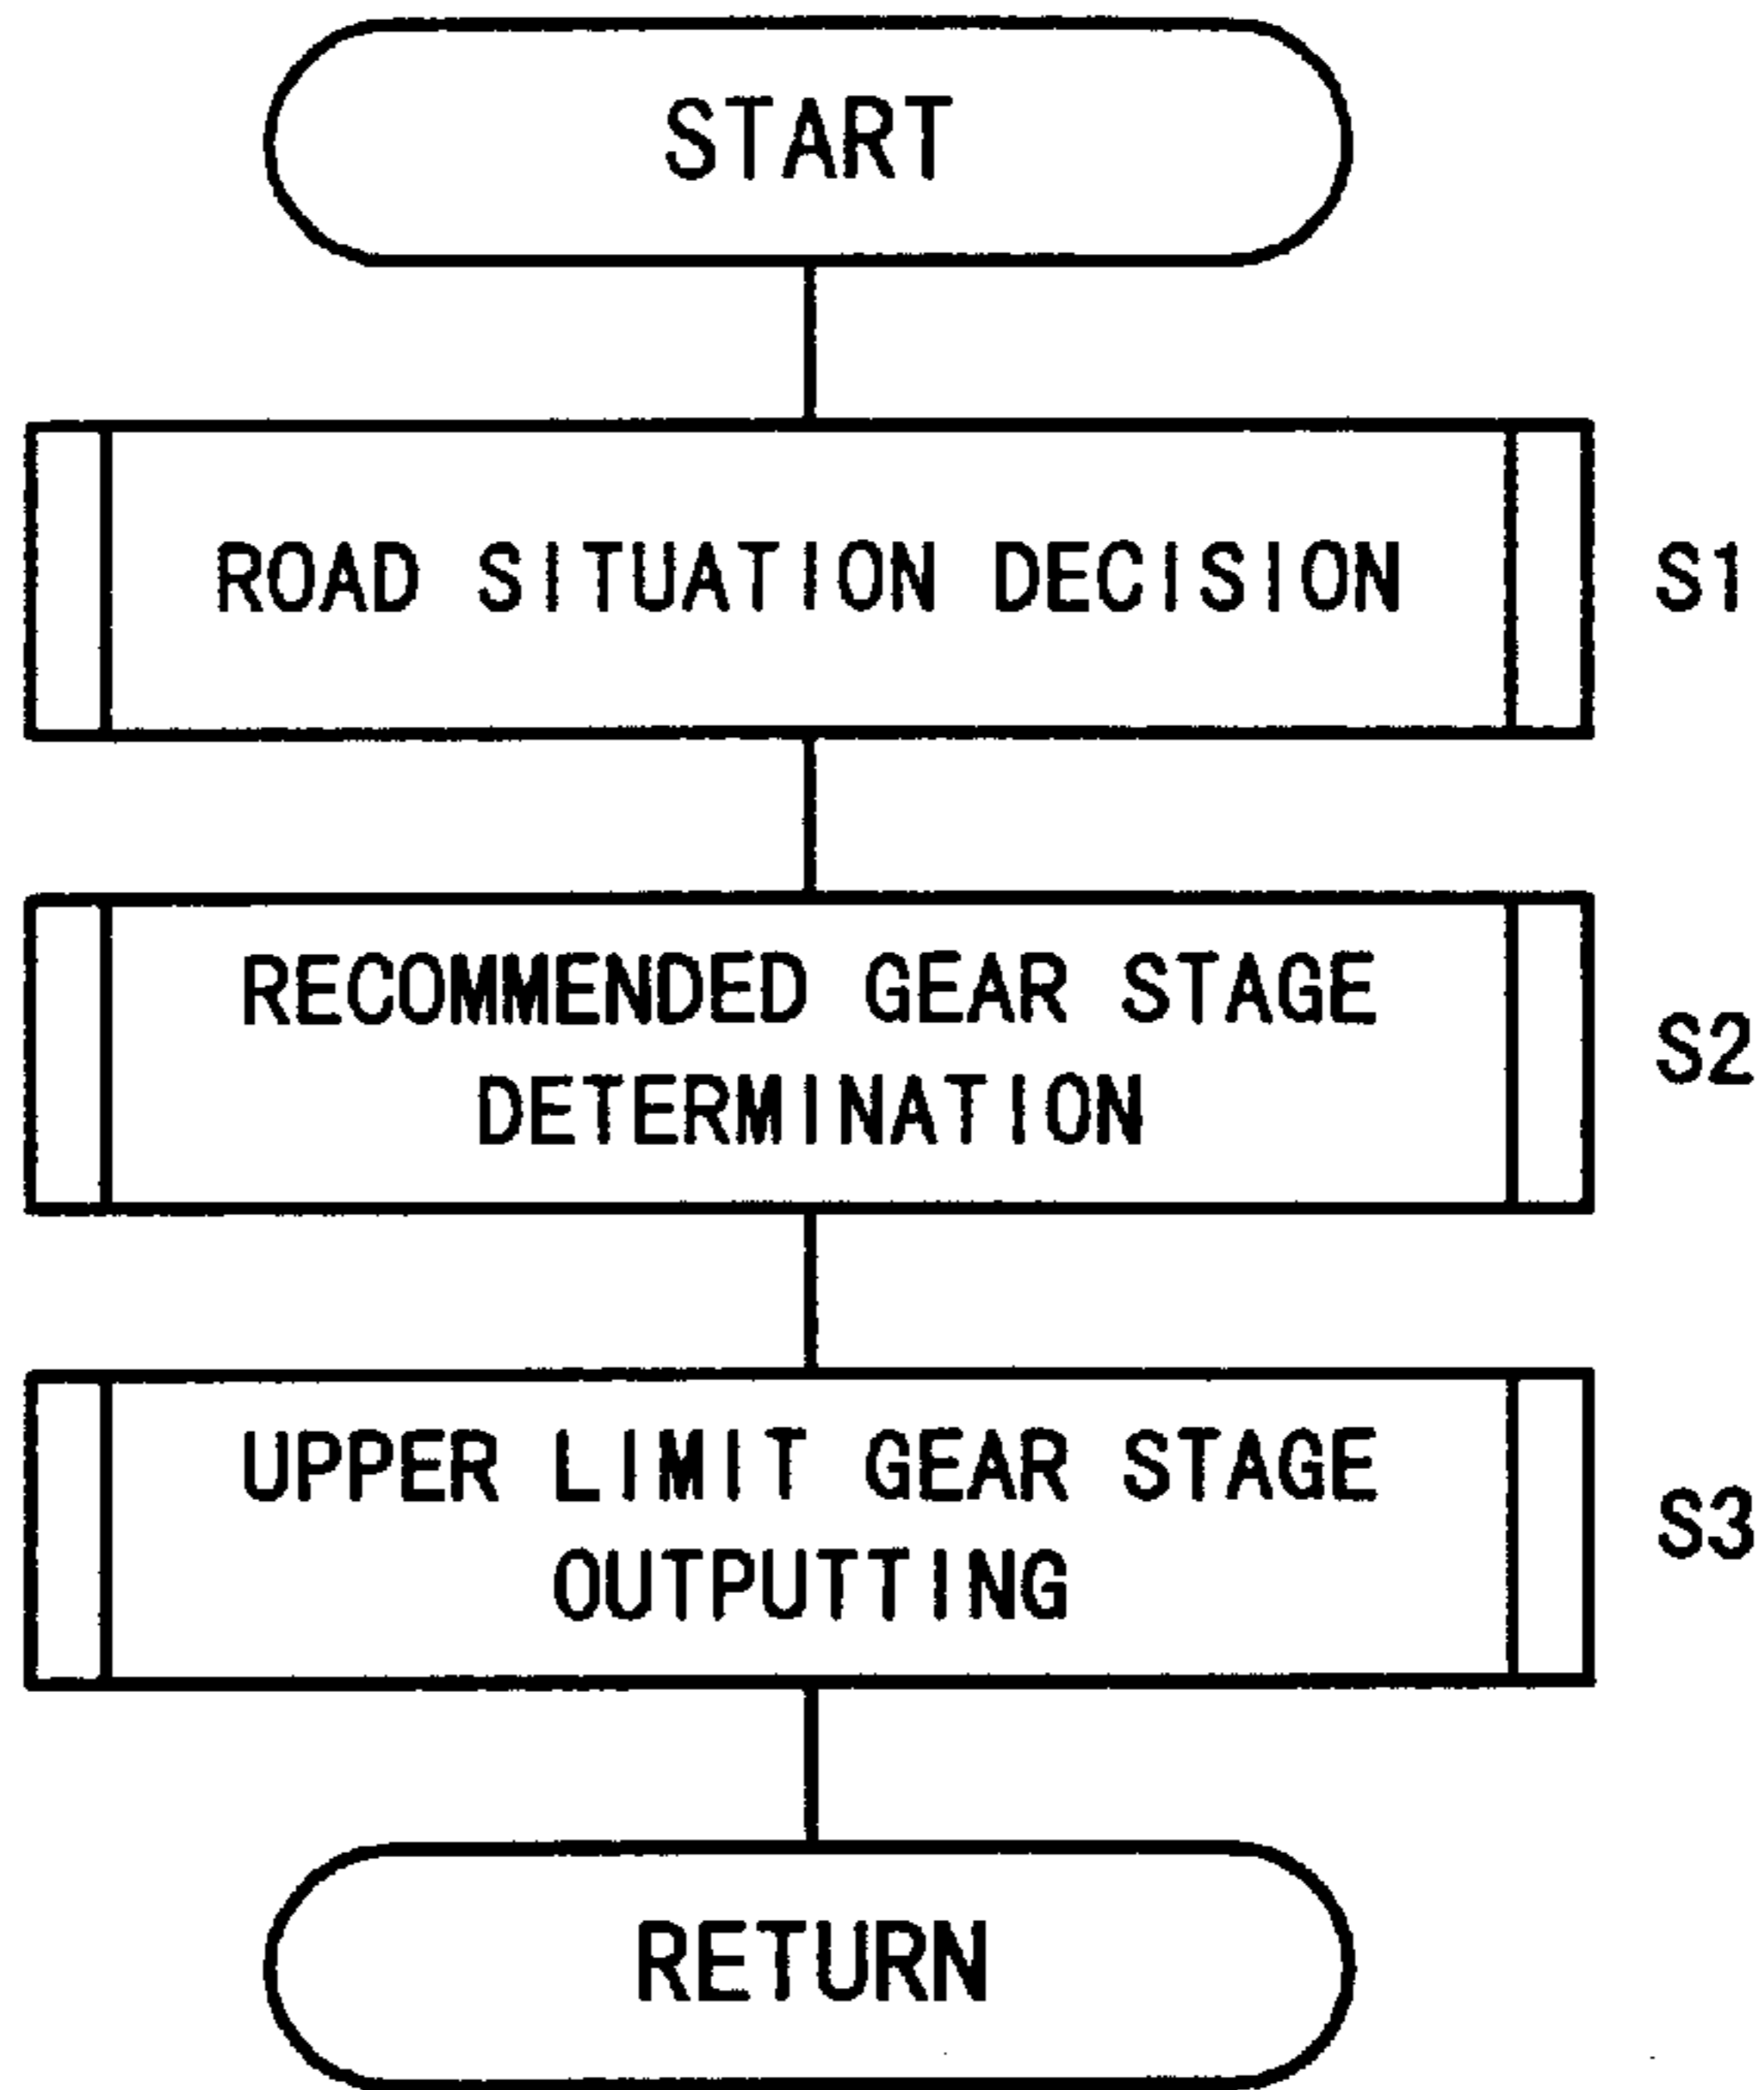 START
ROAD SITUATION DECISION
S1
RECOMMENDED GEAR STAGE
DETERMINATION
S2
UPPER LIMIT GEAR STAGE
OUTPUTTING
S3
RETURN